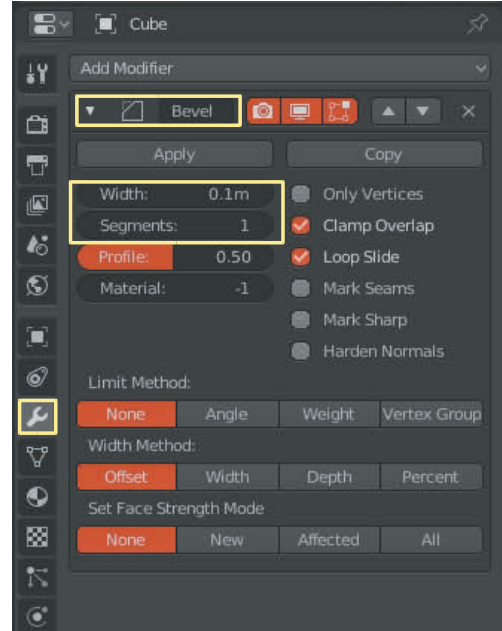 Cube
Add Modifier
Bevel
Apply Copy
Width: 0.1m Only Vertices
Segments: 1 Clamp Overlap
Profile: 0.50 Loop Slide
Material: -1 Mark Seams
Mark Sharp
Harden Normals
Limit Method:
None Angle Weight Vertex Group
Width Method:
Offset Width Depth Percent
Set Face Strength Mode
None New Affected All